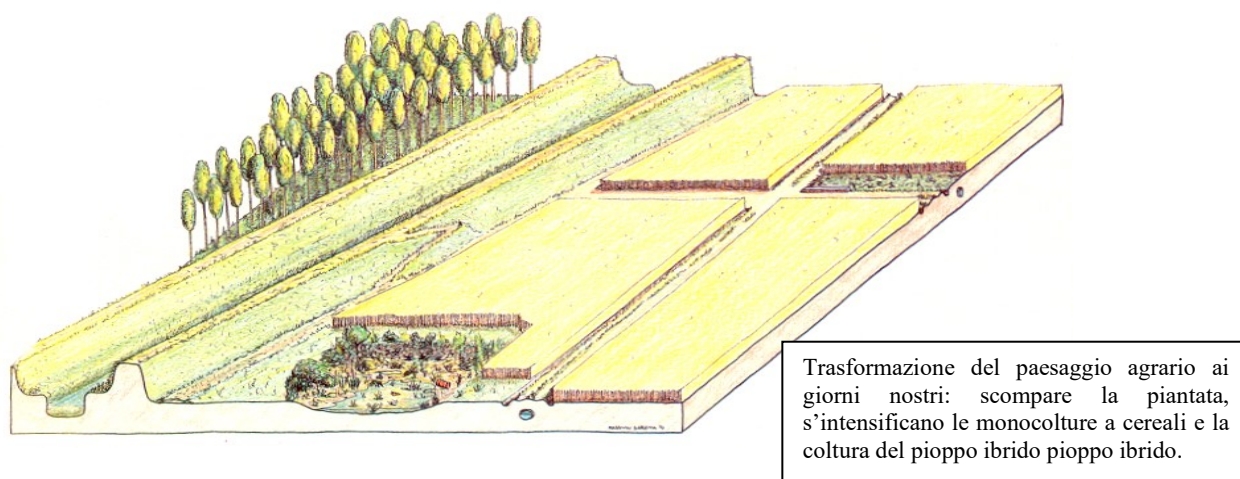 Trasformazione del paesaggio agrario ai
giorni nostri: scompare la piantata,
s’intensificano le monocolture a cereali e la
coltura del pioppo ibrido pioppo ibrido.